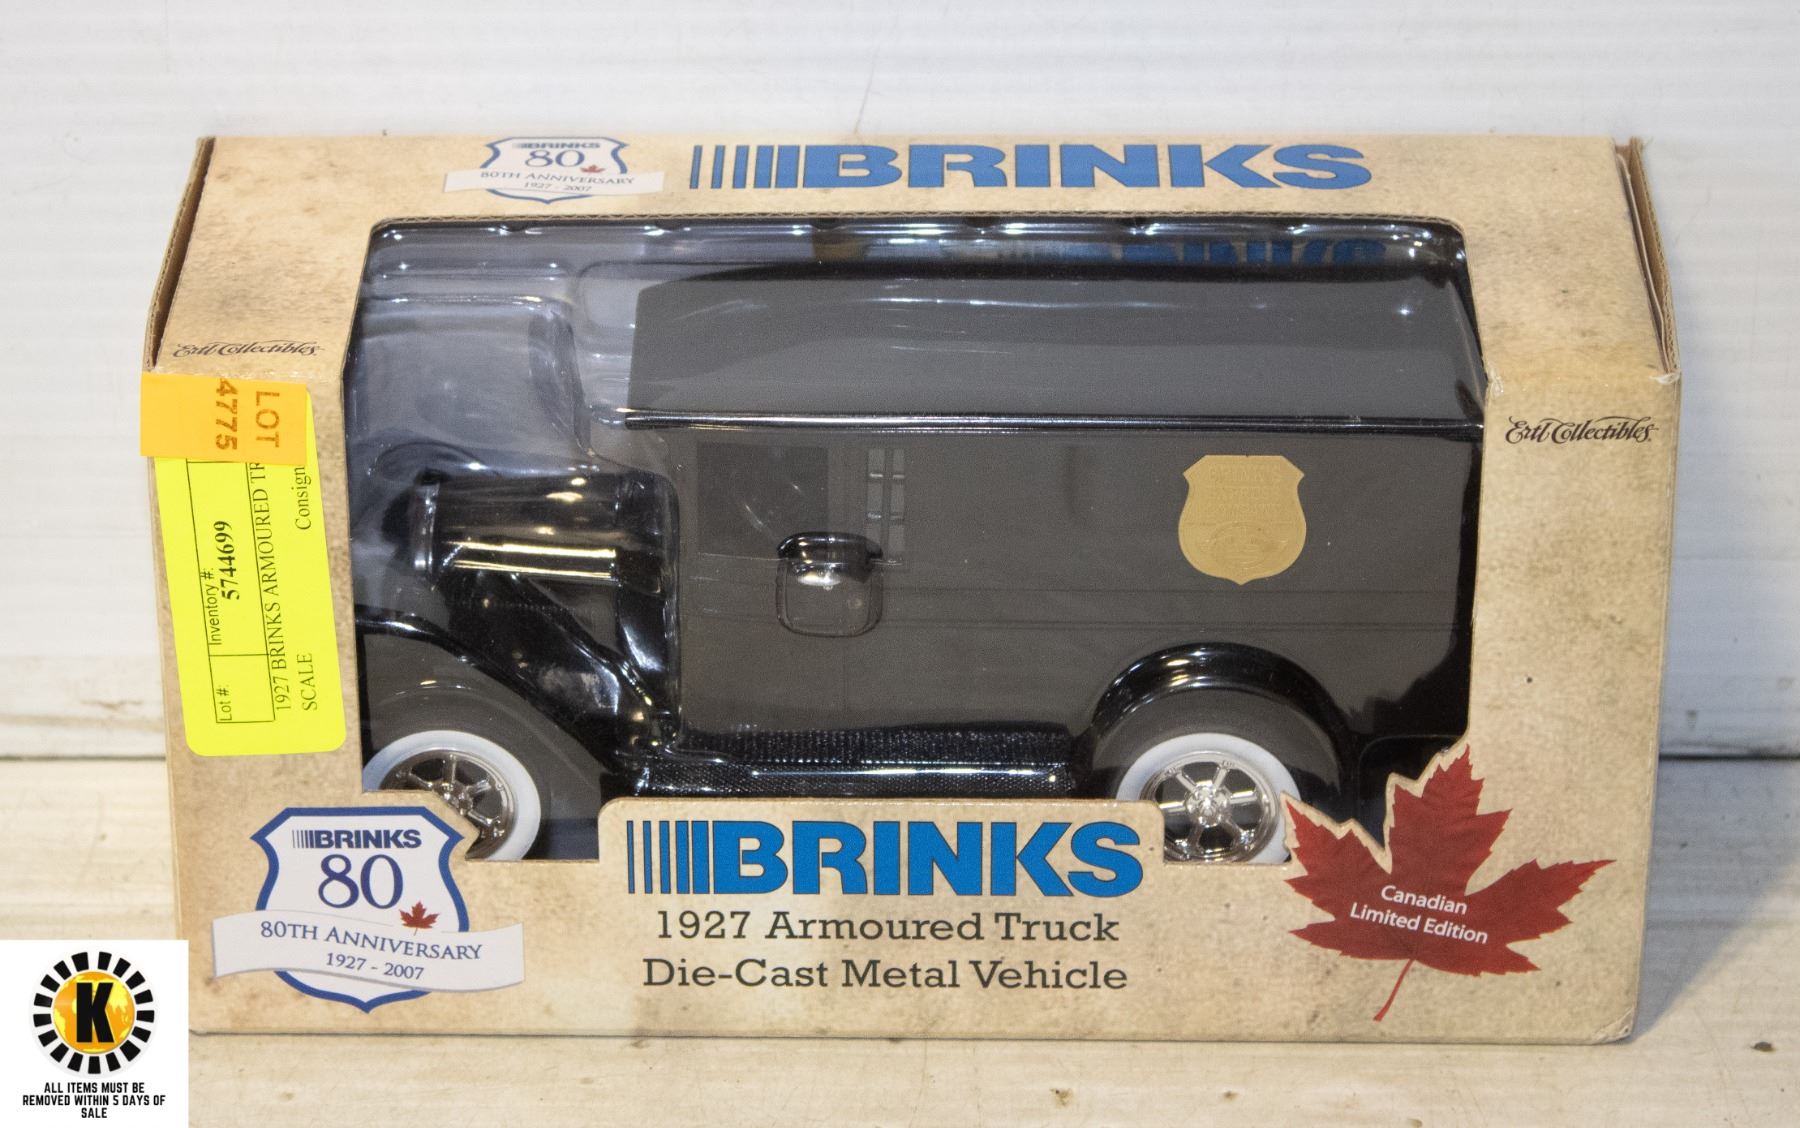 BRINKS
80
80TH ANNIVERSARY
1927 - 2007
BRINKS
Ertl Collectibles
Ertl Collectibles
LOT
4775
Lot #:
Inventory #:
5744699
1927 BRINKS ARMOURED TR
SCALE
Consign
BRINKS
80
80TH ANNIVERSARY
1927 - 2007
BRINKS
1927 Armoured Truck
Die-Cast Metal Vehicle
Canadian
Limited Edition
K
ALL ITEMS MUST BE
REMOVED WITHIN 5 DAYS OF
SALE